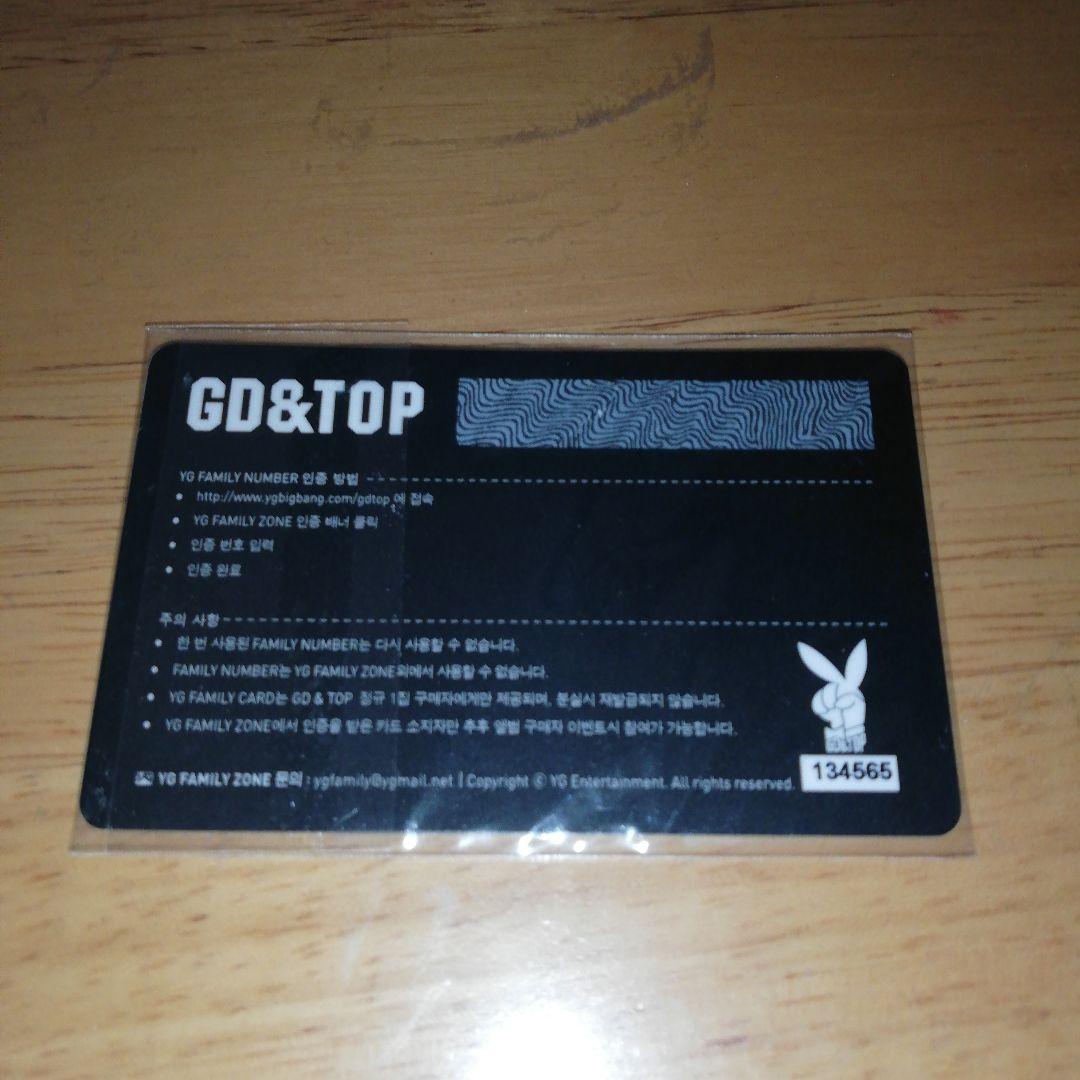 GD&TOP
YG FAMILY NUMBER 인증 방법
http://www.ygbigbang.com/gdtop 에 접속
YG FAMILY ZONE 인증 배너 클릭
인증 번호 입력
인증 완료
주의 사항
한 번 사용된 FAMILY NUMBER는 다시 사용할 수 없습니다.
FAMILY NUMBER는 YG FAMILY ZONE외에서 사용할 수 없습니다.
YG FAMILY CARD는 GD & TOP 정규 1집 구매자에게만 제공되며, 분실시 재발급되지 않습니다.
YG FAMILY ZONE에서 인증을 받은 카드 소지자만 추후 앨범 구매자 이벤트시 참여가 가능합니다.
YG FAMILY ZONE 문의 : ygfamily@ygmail.net | Copyright © YG Entertainment. All rights reserved.
134565